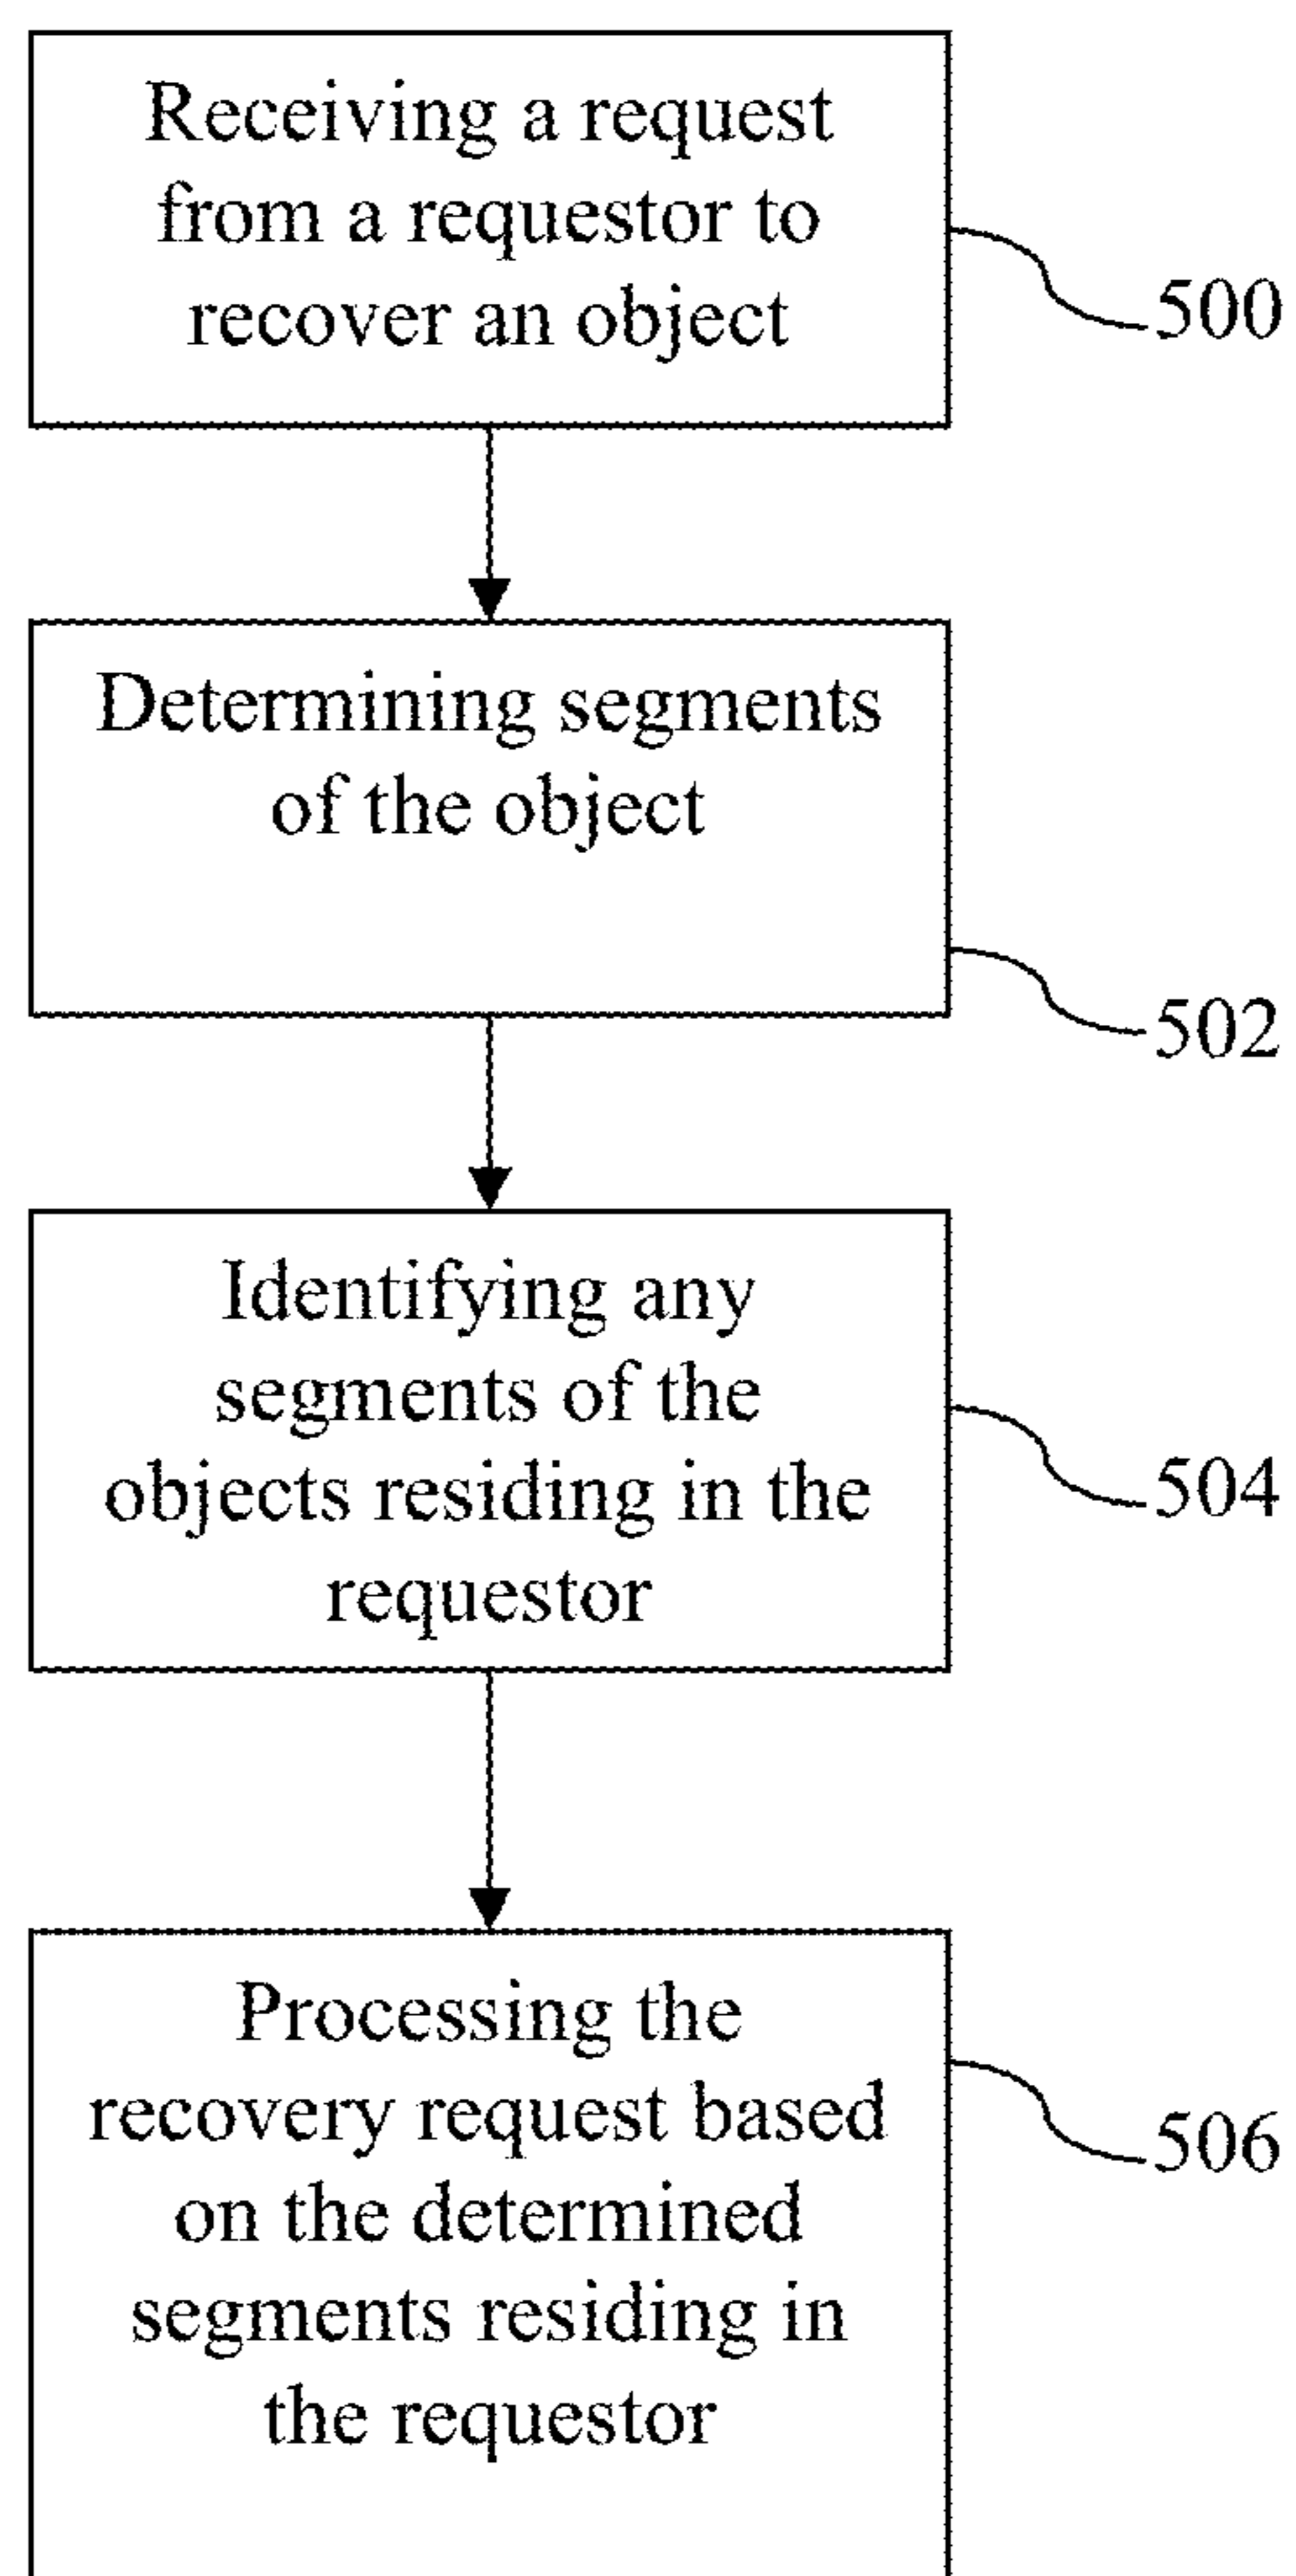 Receiving a request
from a requestor to
recover an object
500
Determining segments
of the object
502
Identifying any
segments of the
objects residing in the
requestor
504
Processing the
recovery request based
on the determined
segments residing in
the requestor
506